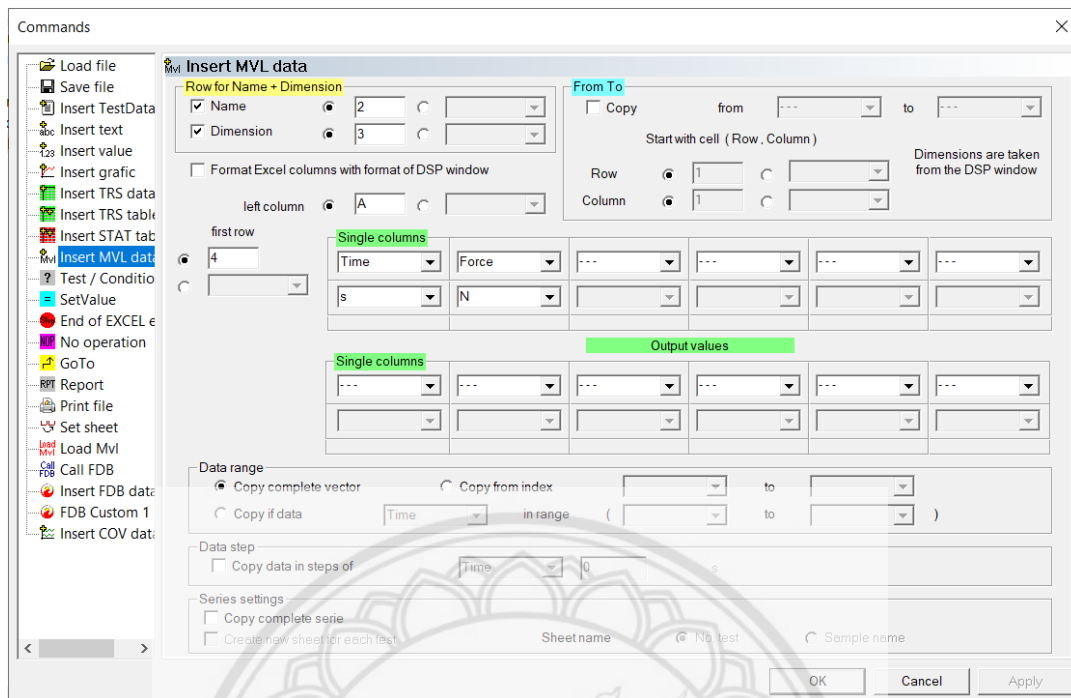 Commands
Load file
Save file
Insert TestData
Insert text
Insert value
Insert grafic
Insert TRS data
Insert TRS table
Insert STAT tab
Insert MVL data
Test / Conditio
SetValue
End of EXCEL e
No operation
GoTo
Report
Print file
Set sheet
Load Mvl
Call FDB
Insert FDB data
FDB Custom 1
Insert COV data
Insert MVL data
Row for Name + Dimension
Name 2
Dimension 3
From To
Copy from --- to ---
Start with cell ( Row , Column )
Row 1
Column 1
Dimensions are taken
from the DSP window
Format Excel columns with format of DSP window
left column A
first row
4
Single columns
Time Force --- --- --- ---
s N
Output values
Single columns
--- --- --- --- --- ---
Data range
Copy complete vector Copy from index to
Copy if data Time in range ( to )
Data step
Copy data in steps of Time 0 s
Series settings
Copy complete serie
Create new sheet for each test Sheet name No test Sample name
OK Cancel Apply